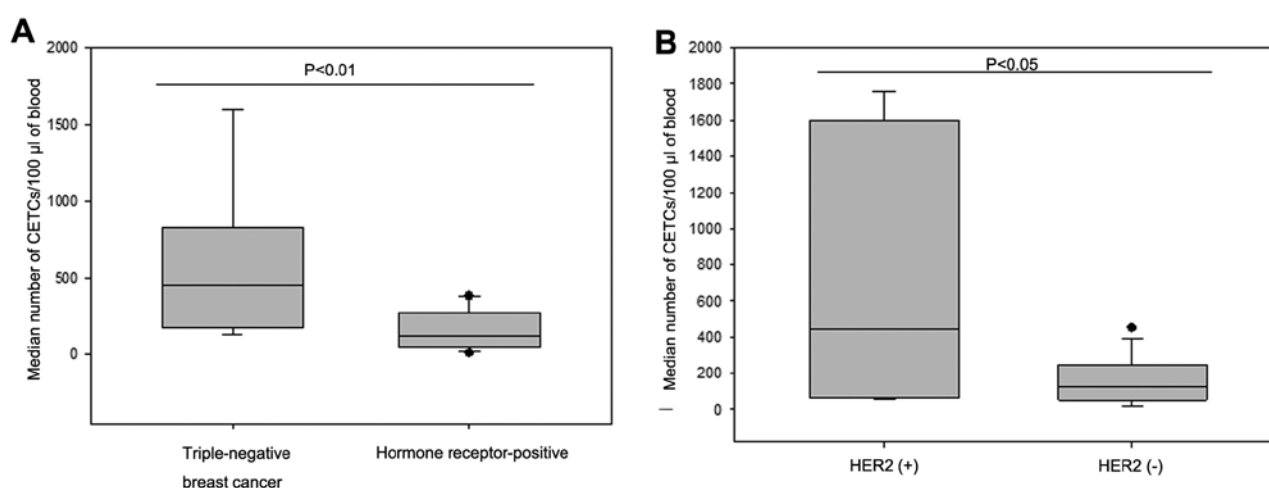 A
Median number of CETCs/100 µl of blood
2000
1500
1000
500
0
P<0.01
Triple-negative
breast cancer
Hormone receptor-positive
B
Median number of CETCs/100 µl of blood
2000
1800
1600
1400
1200
1000
800
600
400
200
0
P<0.05
HER2 (+)
HER2 (-)